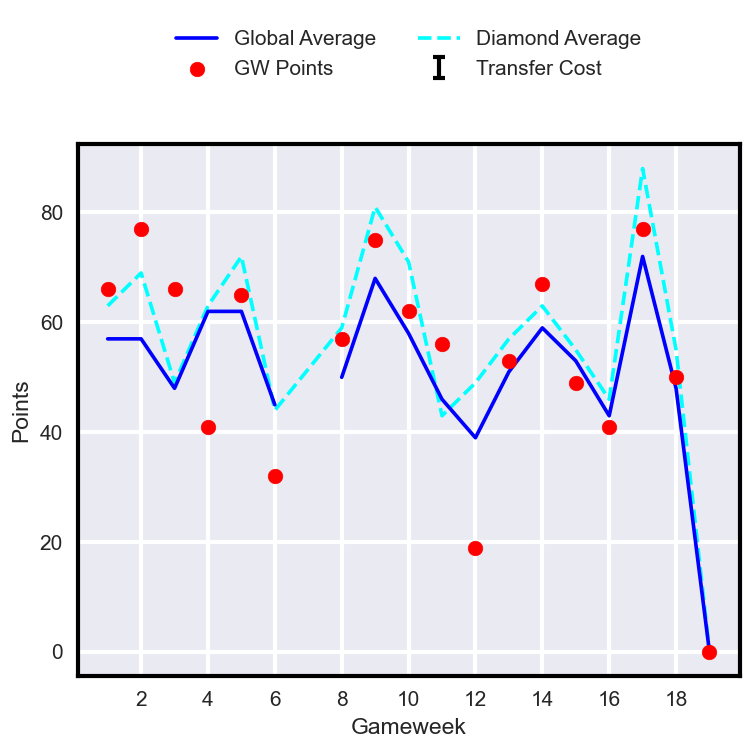 Global Average Diamond Average
GW Points Transfer Cost
80
60
40
20
0
Points
2 4 6 8 10 12 14 16 18
Gameweek